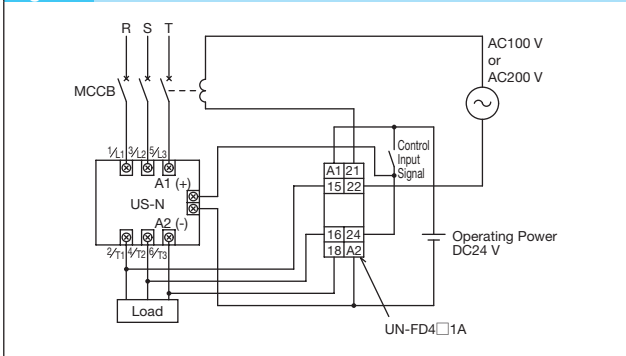 R S T
AC100 V
or
AC200 V
MCCB
1/L1 3/L2 5/L3
Control
Input
Signal
A1 (+)
A1 21
15 22
US-N
A2 (-)
16 24
Operating Power
DC24 V
18 A2
2/T1 4/T2 6/T3
Load
UN-FD4□1A